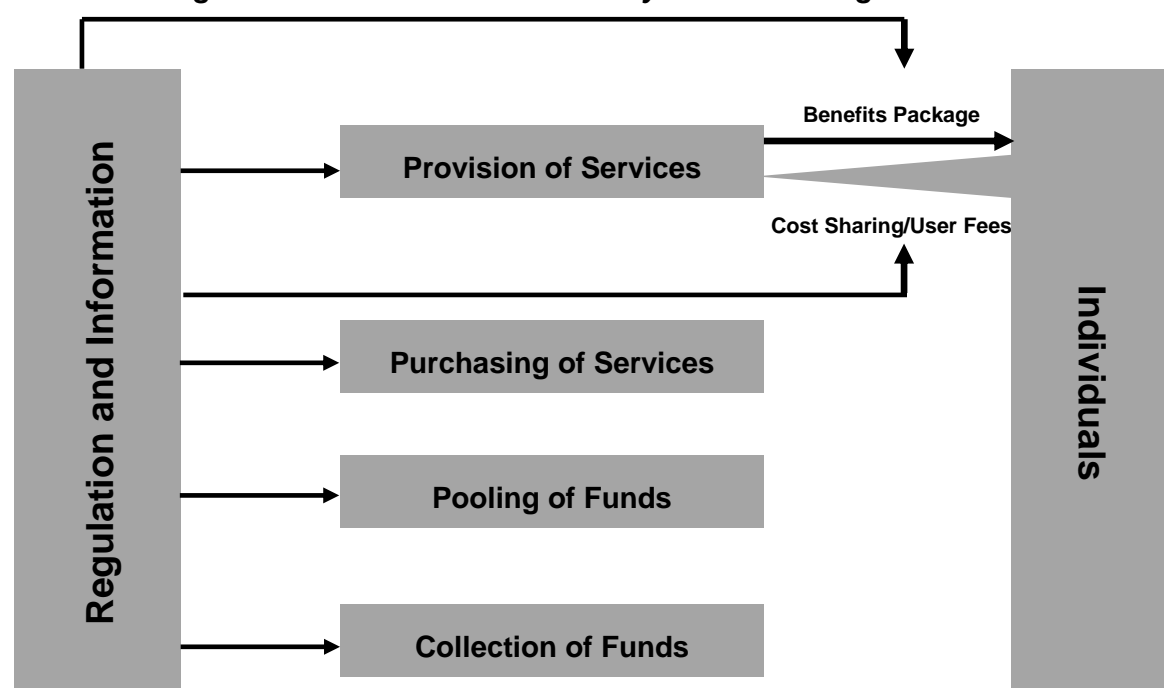 Regulation and Information
Benefits Package
Provision of Services
Cost Sharing/User Fees
Purchasing of Services
Pooling of Funds
Collection of Funds
Individuals